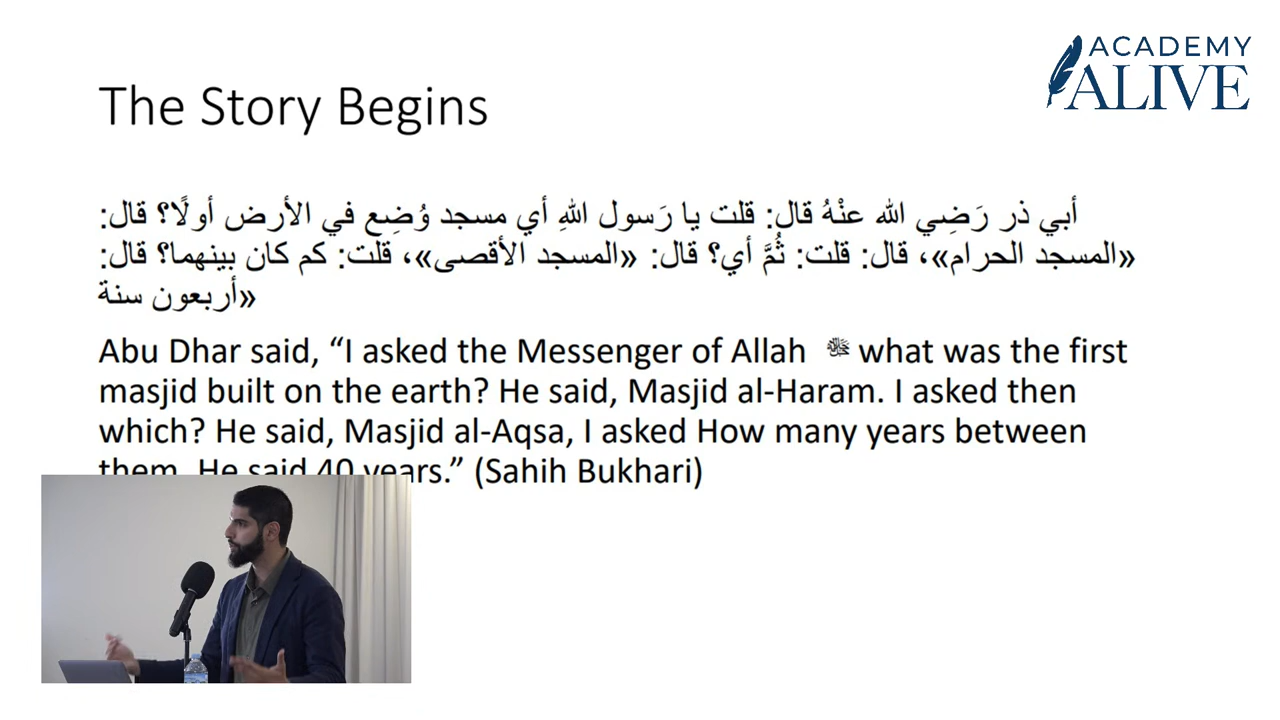 ACADEMY
ALIVE
The Story Begins
أبي ذر رَضِي الله عنْهُ قال: قلت يا رَسول اللهِ أي مسجد وُضِع في الأرض أولًا؟ قال:
«المسجد الحرام»، قال: قلت: ثُمَّ أي؟ قال: «المسجد الأقصى»، قلت: كم كان بينهما؟ قال:
«أربعون سنة
Abu Dhar said, “I asked the Messenger of Allah ﷺ what was the first
masjid built on the earth? He said, Masjid al-Haram. I asked then
which? He said, Masjid al-Aqsa, I asked How many years between
them. He said 40 years.” (Sahih Bukhari)